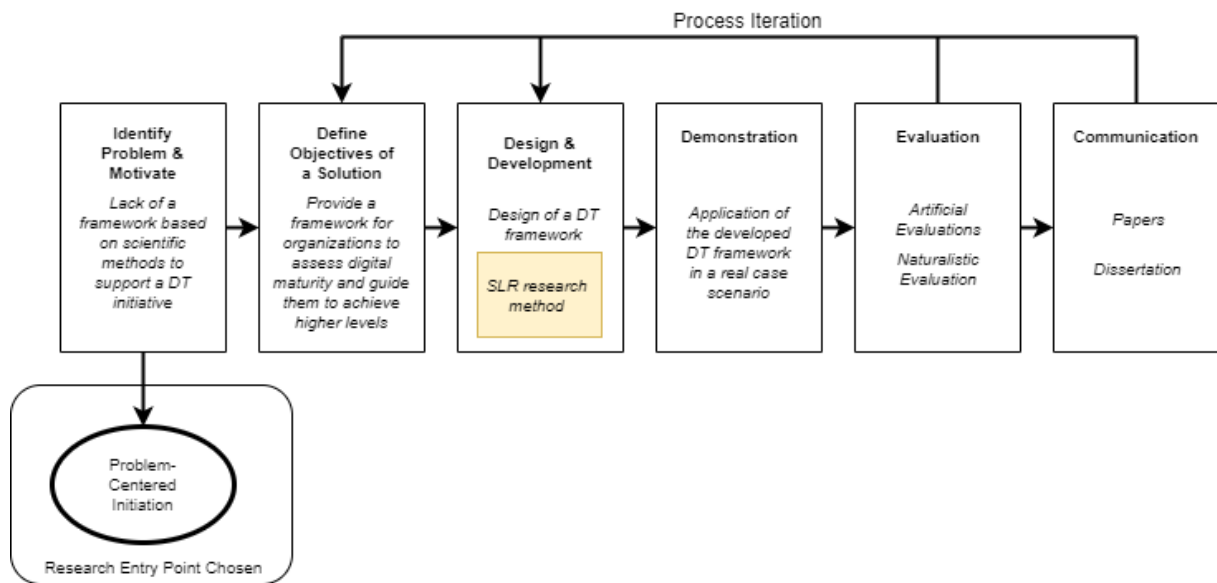 Process Iteration
Identify
Problem &
Motivate
Lack of a
framework based
on scientific
methods to
support a DT
initiative
Define
Objectives of
a Solution
Provide a
framework for
organizations to
assess digital
maturity and guide
them to achieve
higher levels
Design &
Development
Design of a DT
framework
SLR research
method
Demonstration
Application of
the developed
DT framework
in a real case
scenario
Evaluation
Artificial
Evaluations
Naturalistic
Evaluation
Communication
Papers
Dissertation
Problem-
Centered
Initiation
Research Entry Point Chosen